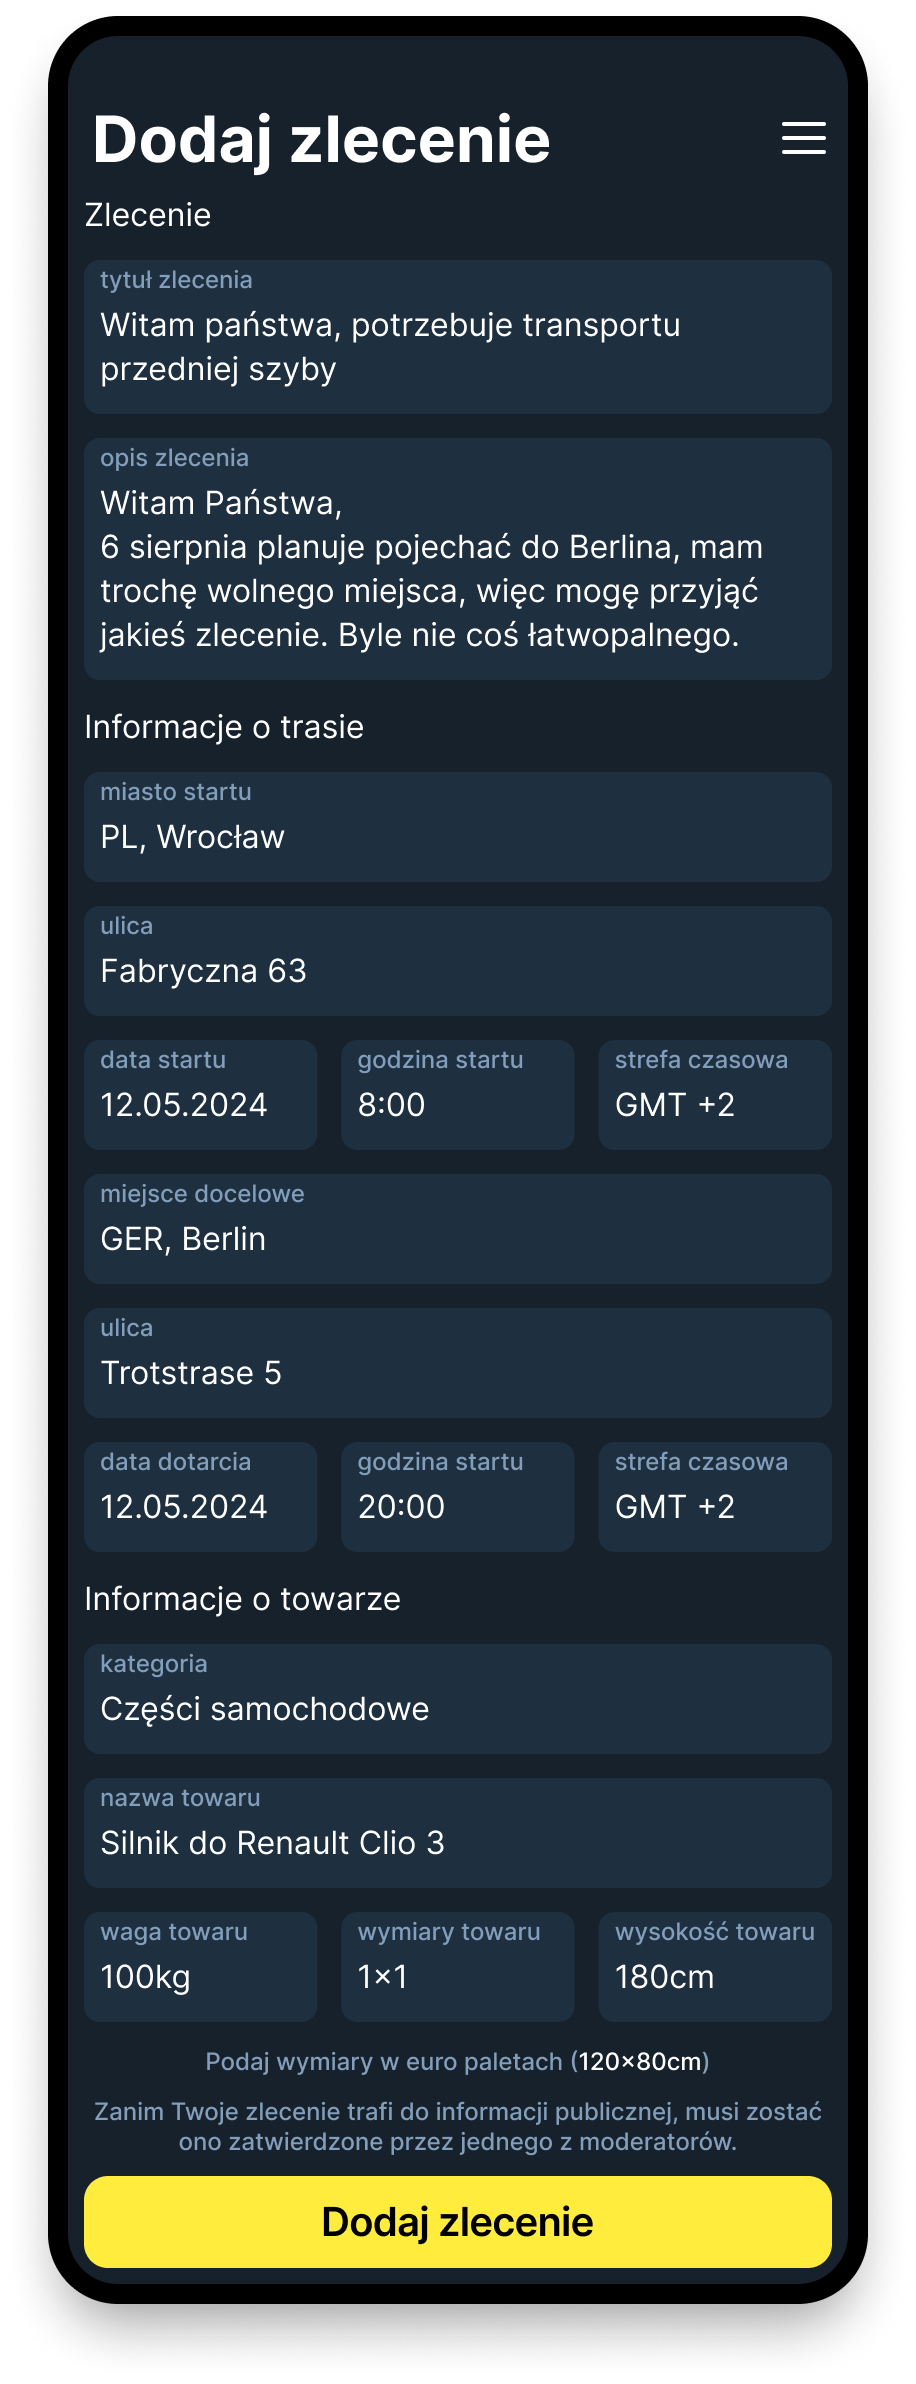 Dodaj zlecenie
Zlecenie
tytuł zlecenia
Witam państwa, potrzebuje transportu
przedniej szyby
opis zlecenia
Witam Państwa,
6 sierpnia planuje pojechać do Berlina, mam
trochę wolnego miejsca, więc mogę przyjąć
jakieś zlecenie. Byle nie coś łatwopalnego.
Informacje o trasie
miasto startu
PL, Wrocław
ulica
Fabryczna 63
data startu godzina startu strefa czasowa
12.05.2024 8:00 GMT +2
miejsce docelowe
GER, Berlin
ulica
Trotstrase 5
data dotarcia godzina startu strefa czasowa
12.05.2024 20:00 GMT +2
Informacje o towarze
kategoria
Części samochodowe
nazwa towaru
Silnik do Renault Clio 3
waga towaru wymiary towaru wysokość towaru
100kg 1×1 180cm
Podaj wymiary w euro paletach (120×80cm)
Zanim Twoje zlecenie trafi do informacji publicznej, musi zostać
ono zatwierdzone przez jednego z moderatorów.
Dodaj zlecenie